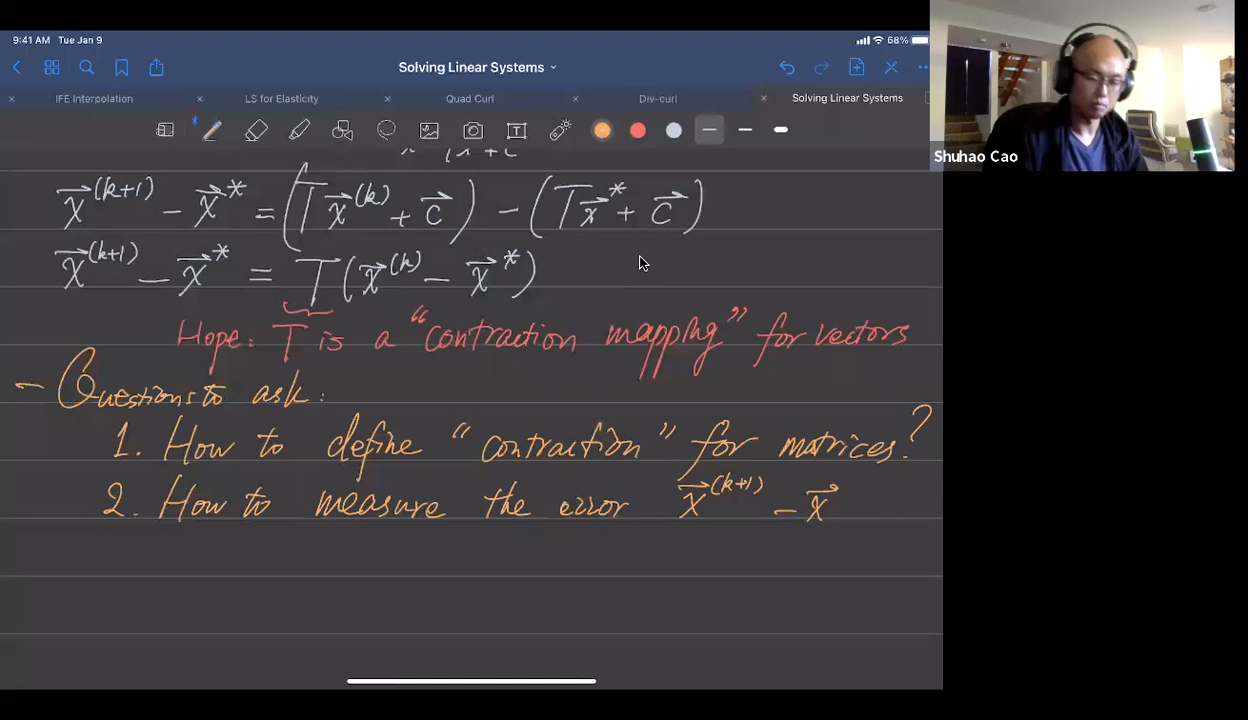 9:41 AM Tue Jan 9
68%
Solving Linear Systems
IFE Interpolation
LS for Elasticity
Quad Curl
Div-curl
Solving Linear Systems
Shuhao Cao
x⃗^(k+1) − x⃗^* = (T x⃗^(k) + c⃗) − (T x⃗^* + c⃗)
x⃗^(k+1) − x⃗^* = T(x⃗^(k) − x⃗^*)
Hope: T is a "contraction mapping" for vectors
– Questions to ask:
1. How to define "contraction" for matrices?
2. How to measure the error x⃗^(k+1) − x⃗